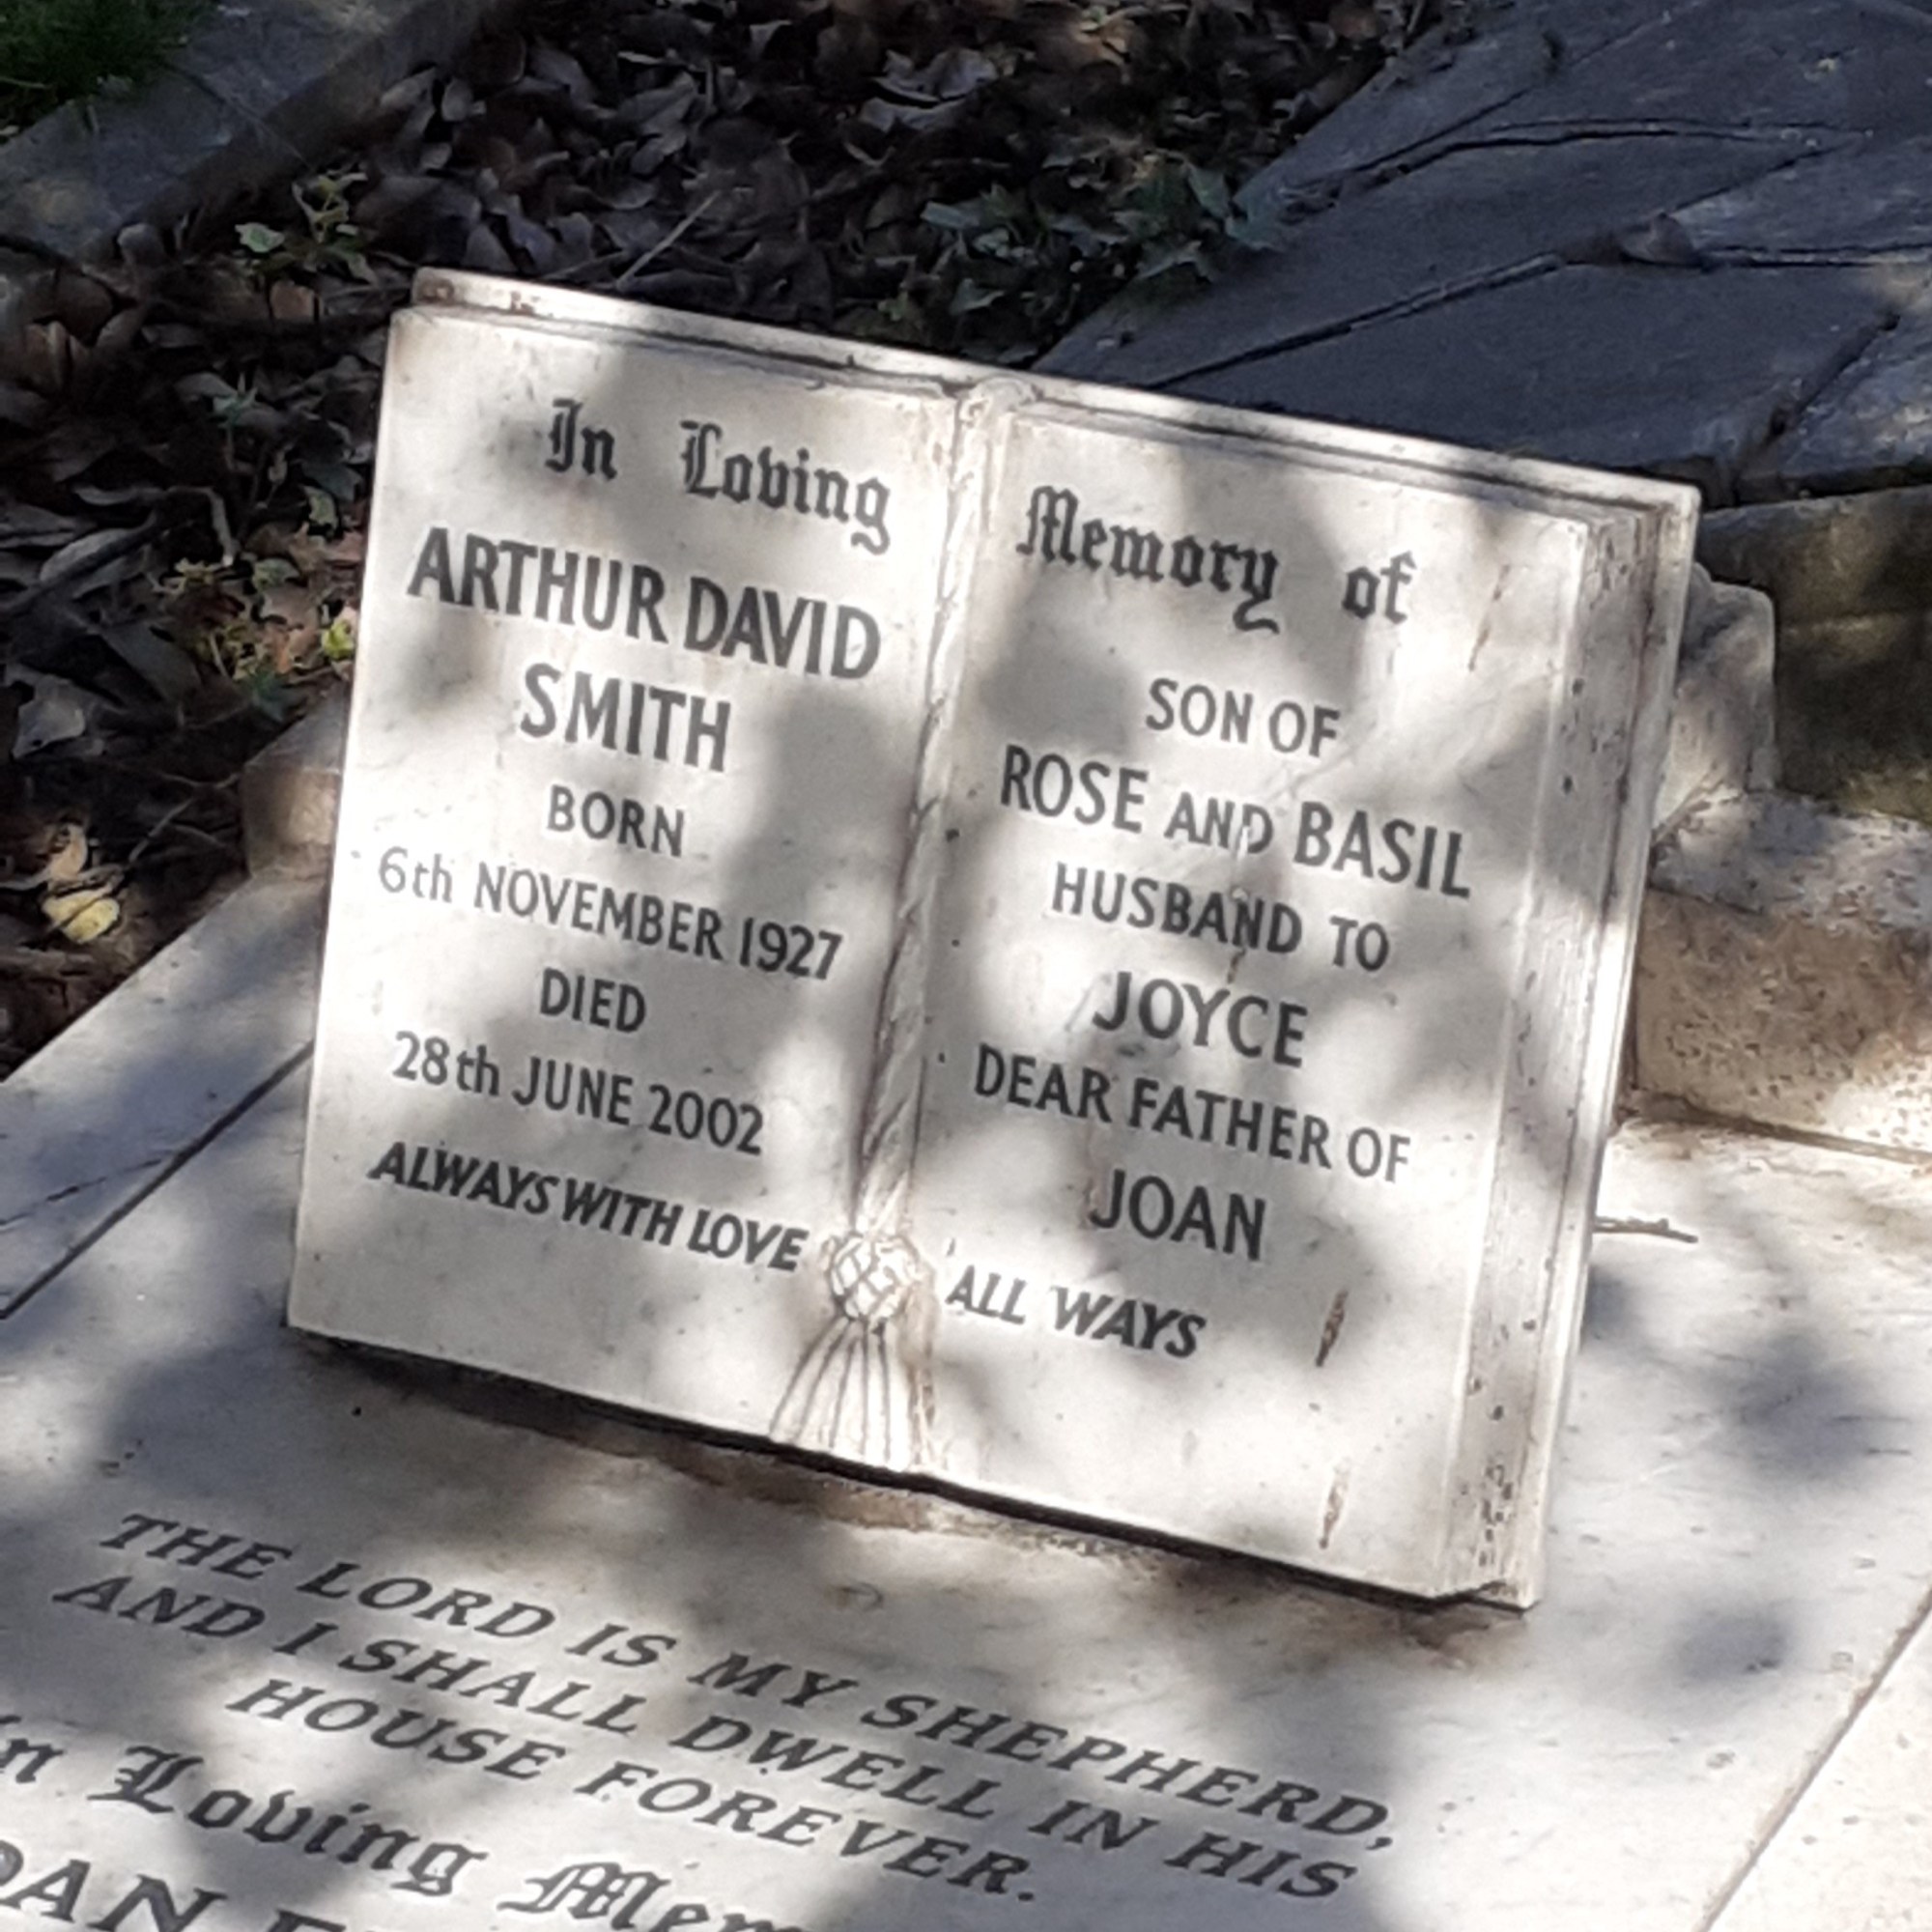 In Loving Memory of
ARTHUR DAVID
SMITH
BORN
6th NOVEMBER 1927
DIED
28th JUNE 2002
ALWAYS WITH LOVE
SON OF
ROSE AND BASIL
HUSBAND TO
JOYCE
DEAR FATHER OF
JOAN
ALL WAYS
THE LORD IS MY SHEPHERD,
AND I SHALL DWELL IN HIS
HOUSE FOREVER.
In Loving